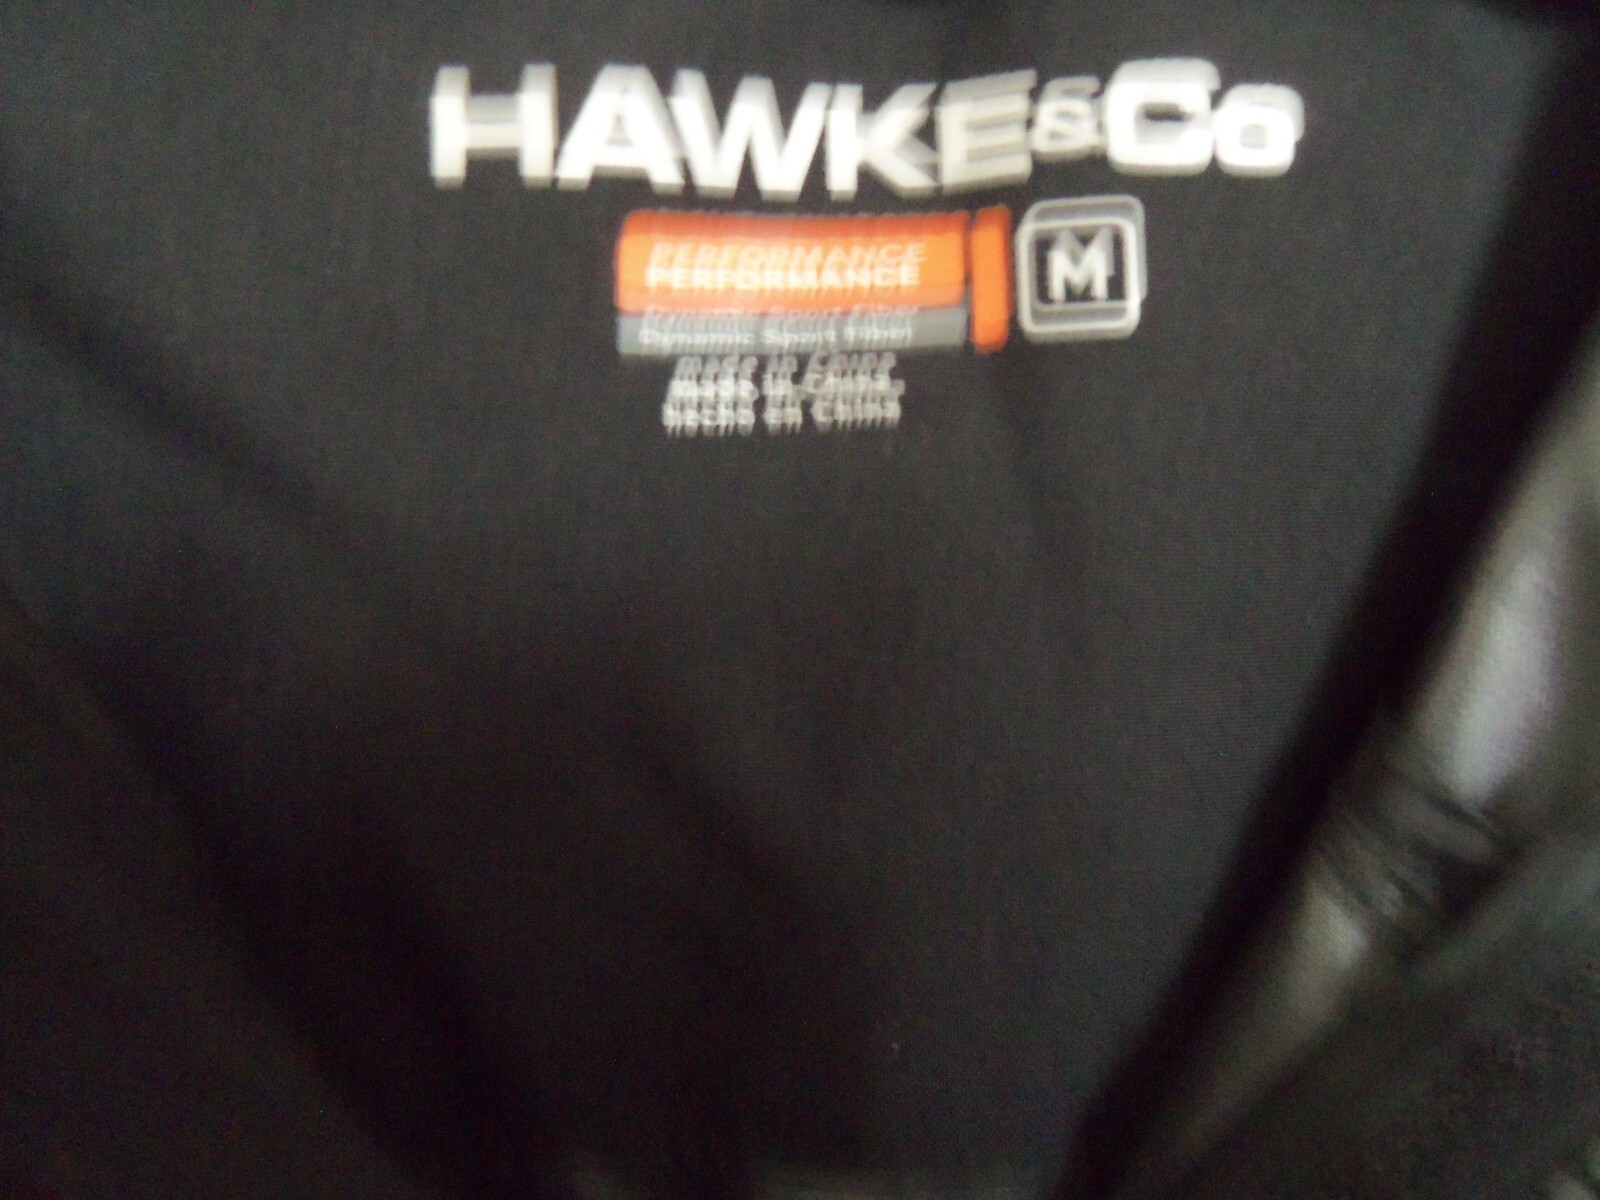 HAWKE&Co
PERFORMANCE M
Dynamic Sport Fiber
made in China
hecho en China